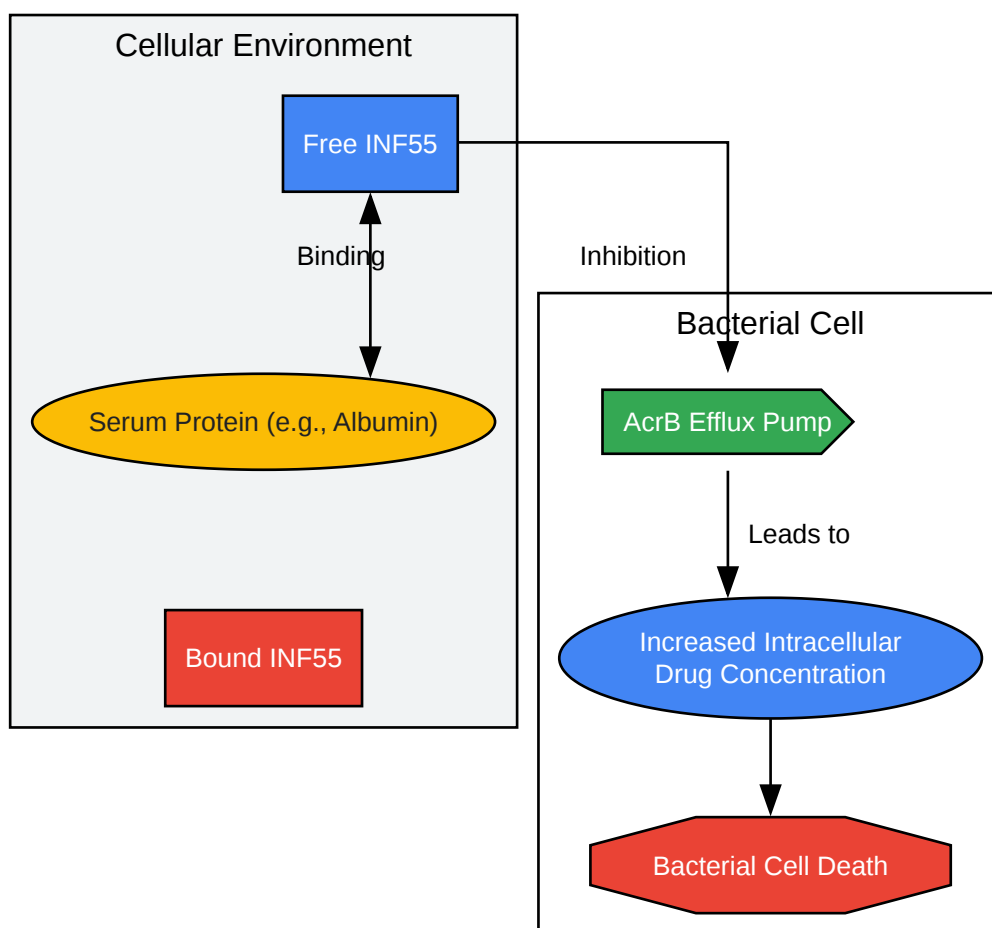 Cellular Environment
Free INF55
Binding
Serum Protein (e.g., Albumin)
Bound INF55
Inhibition
Bacterial Cell
AcrB Efflux Pump
Leads to
Increased Intracellular
Drug Concentration
Bacterial Cell Death